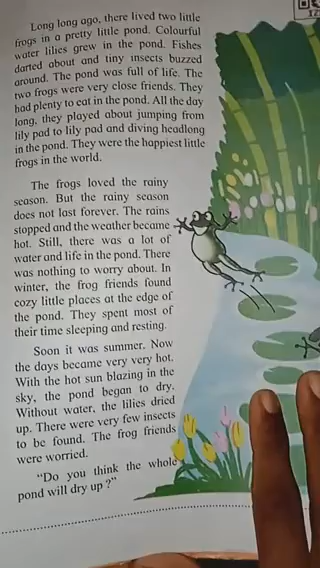 Long long ago, there lived two little
frogs in a pretty little pond. Colourful
water lilies grew in the pond. Fishes
darted about and tiny insects buzzed
around. The pond was full of life. The
two frogs were very close friends. They
had plenty to eat in the pond. All the day
long, they played about jumping from
lily pad to lily pad and diving headlong
in the pond. They were the happiest little
frogs in the world.
The frogs loved the rainy
season. But the rainy season
does not last forever. The rains
stopped and the weather became
hot. Still, there was a lot of
water and life in the pond. There
was nothing to worry about. In
winter, the frog friends found
cozy little places at the edge of
the pond. They spent most of
their time sleeping and resting.
Soon it was summer. Now
the days became very very hot.
With the hot sun blazing in the
sky, the pond began to dry.
Without water, the lilies dried
up. There were very few insects
to be found. The frog friends
were worried.
"Do you think the whole
pond will dry up ?"